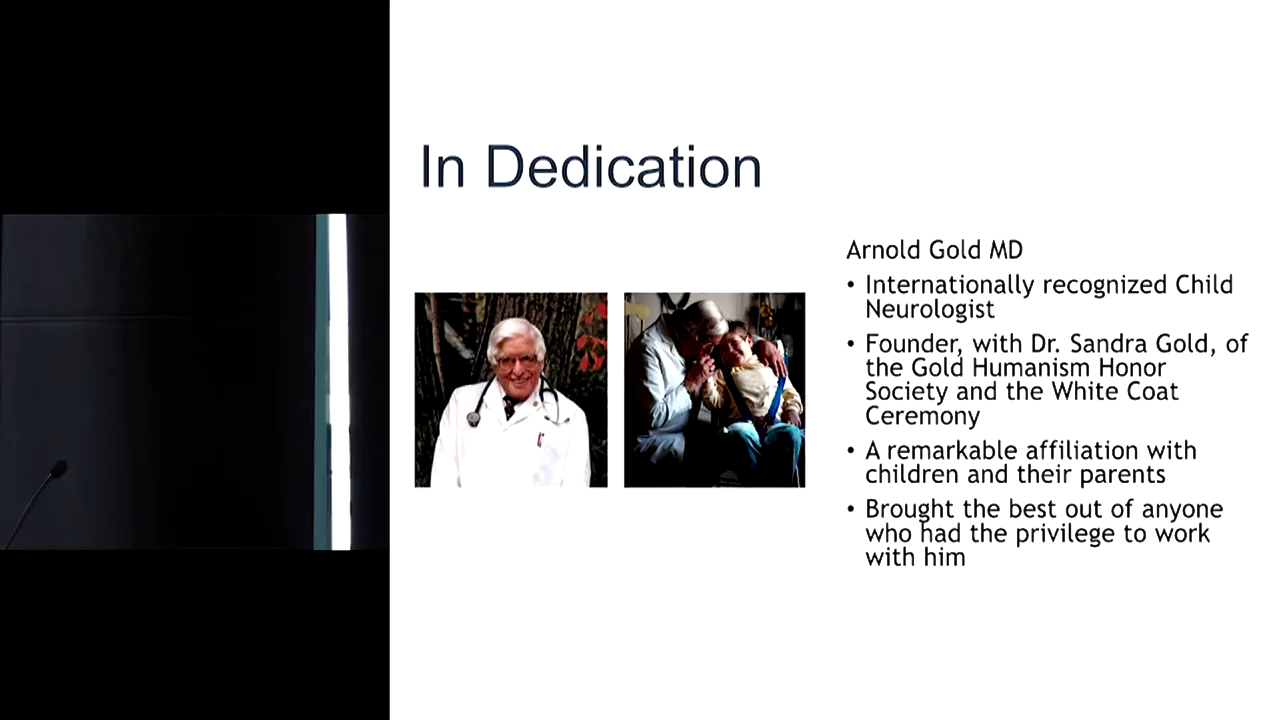 In Dedication
Arnold Gold MD
• Internationally recognized Child
Neurologist
• Founder, with Dr. Sandra Gold, of
the Gold Humanism Honor
Society and the White Coat
Ceremony
• A remarkable affiliation with
children and their parents
• Brought the best out of anyone
who had the privilege to work
with him